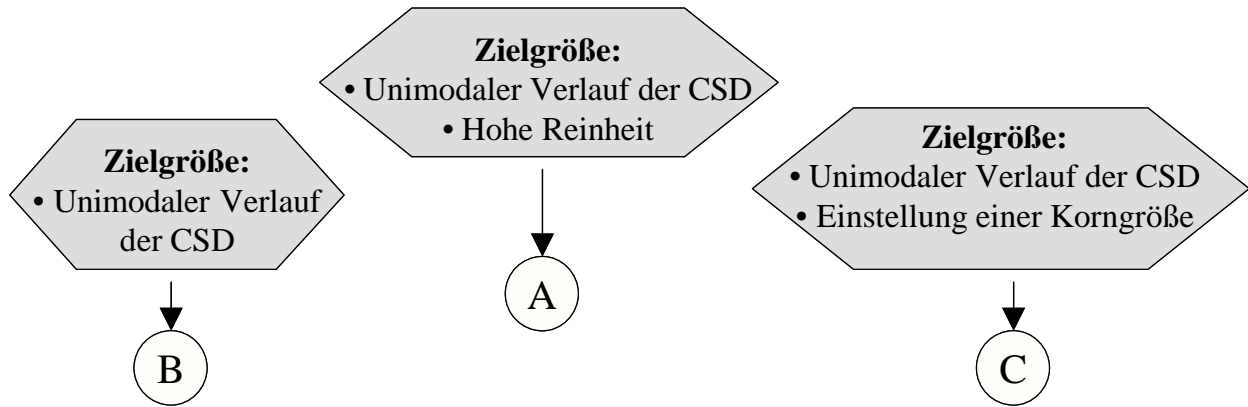 Zielgröße:
• Unimodaler Verlauf
der CSD
B
Zielgröße:
• Unimodaler Verlauf der CSD
• Hohe Reinheit
A
Zielgröße:
• Unimodaler Verlauf der CSD
• Einstellung einer Korngröße
C